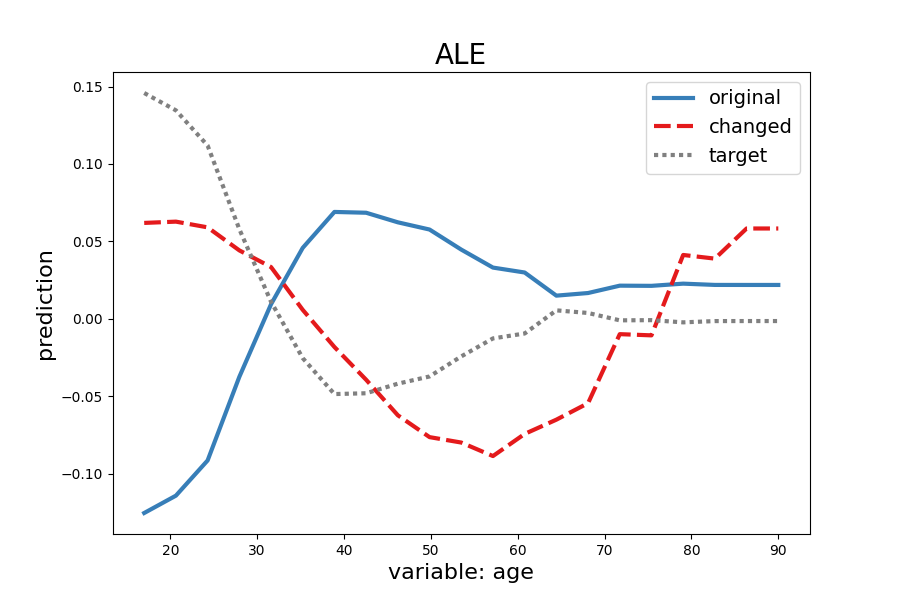 ALE
original
changed
target
0.15
0.10
0.05
0.00
−0.05
−0.10
prediction
20 30 40 50 60 70 80 90
variable: age